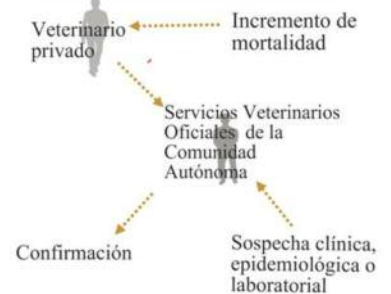 Incremento de
mortalidad
Veterinario
privado
Servicios Veterinarios
Oficiales de la
Comunidad
Autónoma
Confirmación
Sospecha clínica,
epidemiológica o
laboratorial